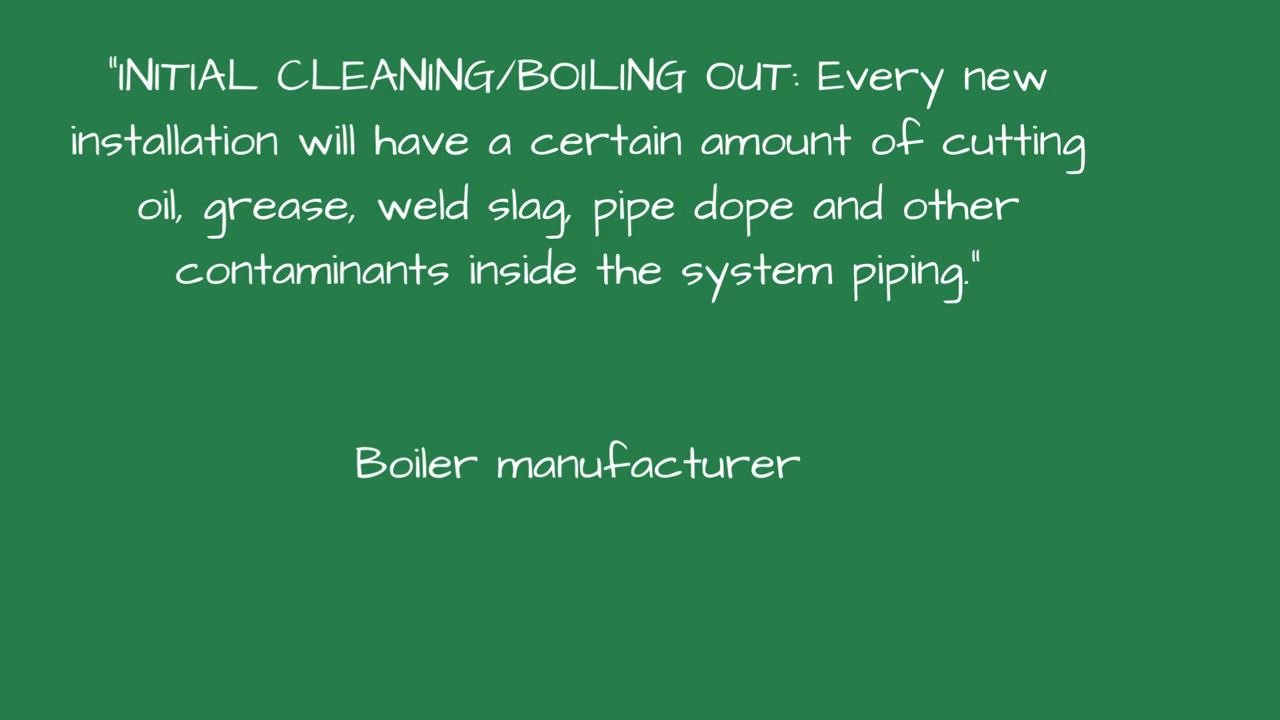 "INITIAL CLEANING/BOILING OUT: Every new
installation will have a certain amount of cutting
oil, grease, weld slag, pipe dope and other
contaminants inside the system piping."
Boiler manufacturer